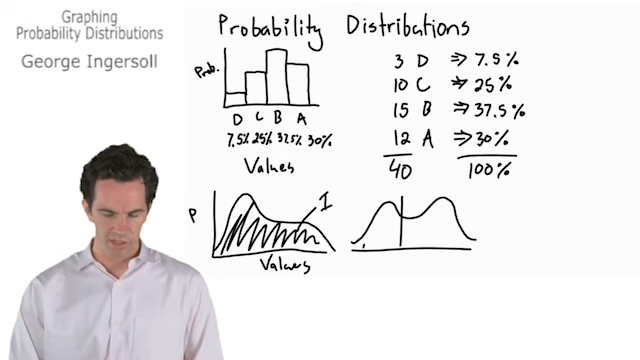 Graphing
Probability Distributions
George Ingersoll
Probability Distributions
Prob.
D C B A
7.5% 25% 37.5% 30%
Values
3 D ⇒ 7.5%
10 C ⇒ 25%
15 B ⇒ 37.5%
12 A ⇒ 30%
40 100%
P
1
Values